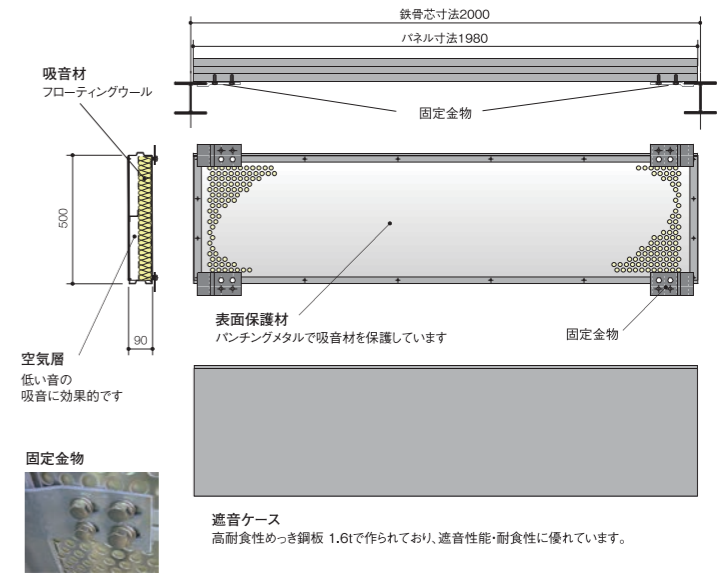 鉄骨芯寸法2000
パネル寸法1980
吸音材
フローティングウール
固定金物
500
90
表面保護材
パンチングメタルで吸音材を保護しています
固定金物
空気層
低い音の
吸音に効果的です
固定金物
遮音ケース
高耐食性めっき鋼板 1.6tで作られており、遮音性能・耐食性に優れています。